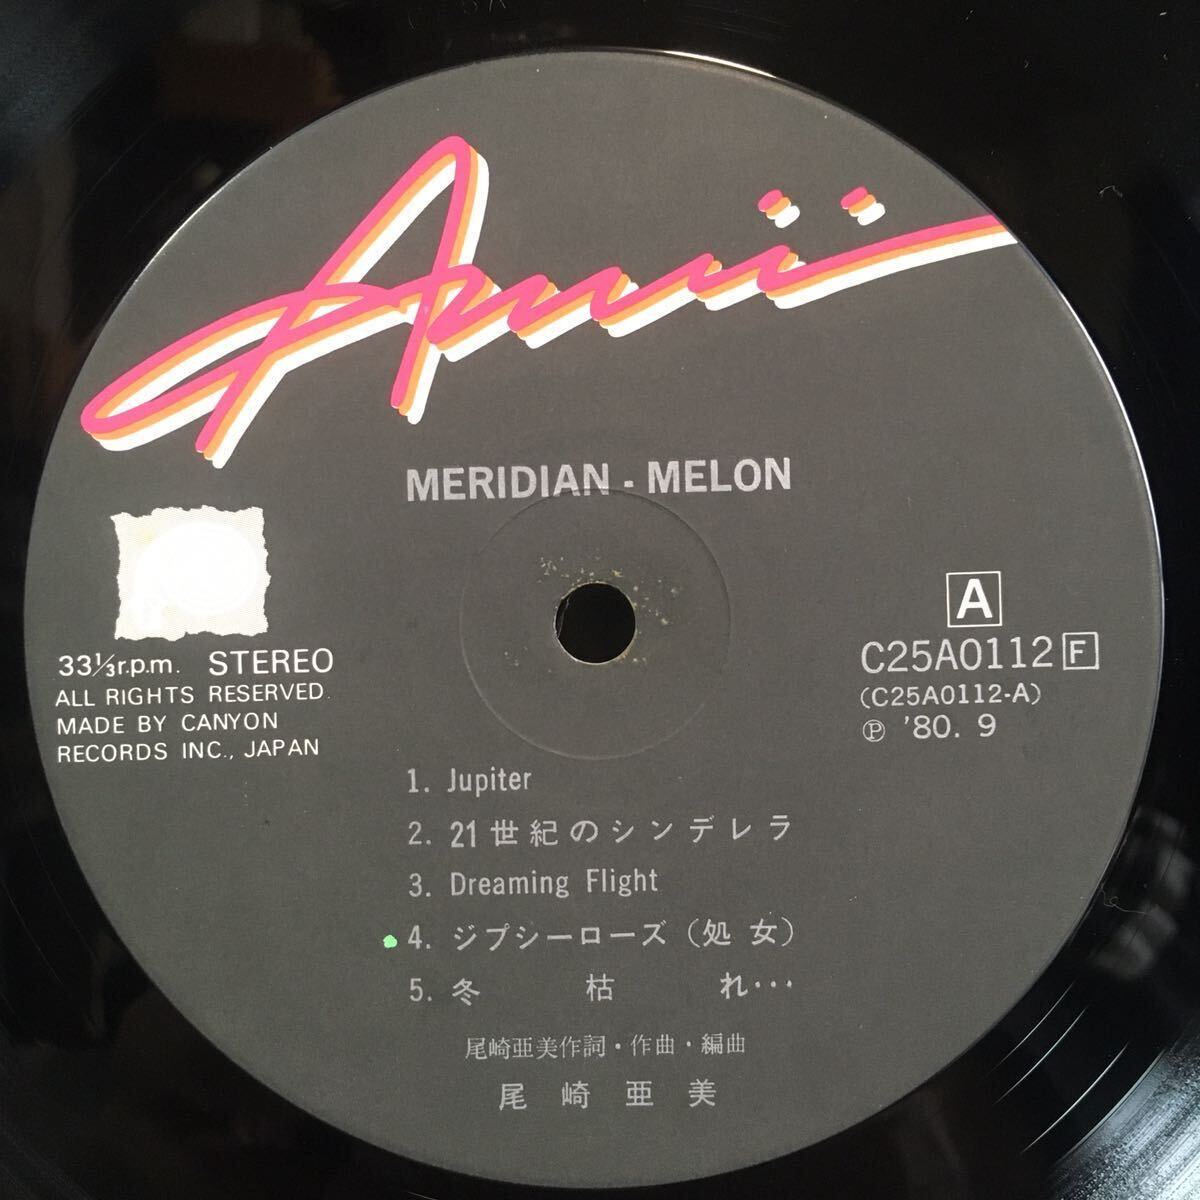 Amii
MERIDIAN - MELON
A
33⅓r.p.m. STEREO
ALL RIGHTS RESERVED.
MADE BY CANYON
RECORDS INC., JAPAN
C25A0112 F
(C25A0112-A)
Ⓟ '80. 9
1. Jupiter
2. 21世紀のシンデレラ
3. Dreaming Flight
4. ジプシーローズ (処女)
5. 冬枯れ…
尾崎亜美作詞・作曲・編曲
尾崎亜美